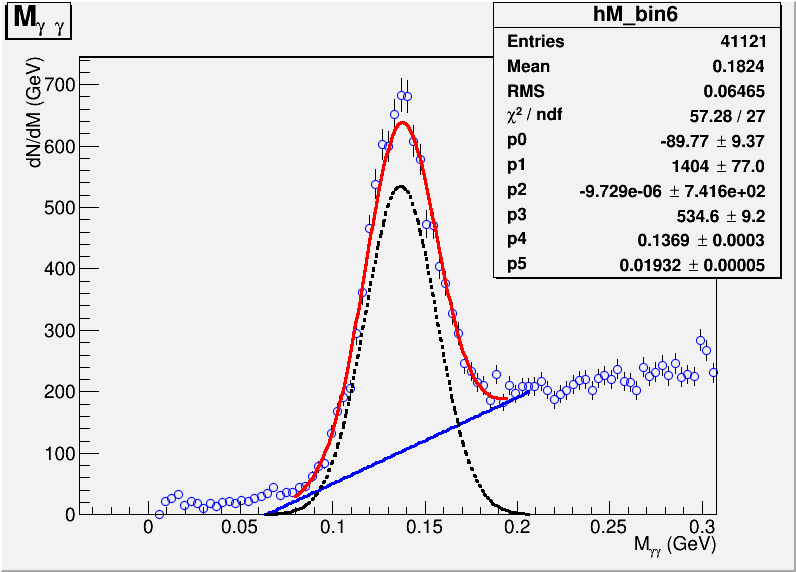 M_γγ
hM_bin6
Entries 41121
Mean 0.1824
RMS 0.06465
χ² / ndf 57.28 / 27
p0 -89.77 ± 9.37
p1 1404 ± 77.0
p2 -9.729e-06 ± 7.416e+02
p3 534.6 ± 9.2
p4 0.1369 ± 0.0003
p5 0.01932 ± 0.00005
dN/dM (GeV)
700
600
500
400
300
200
100
0
0 0.05 0.1 0.15 0.2 0.25 0.3
M_γγ (GeV)